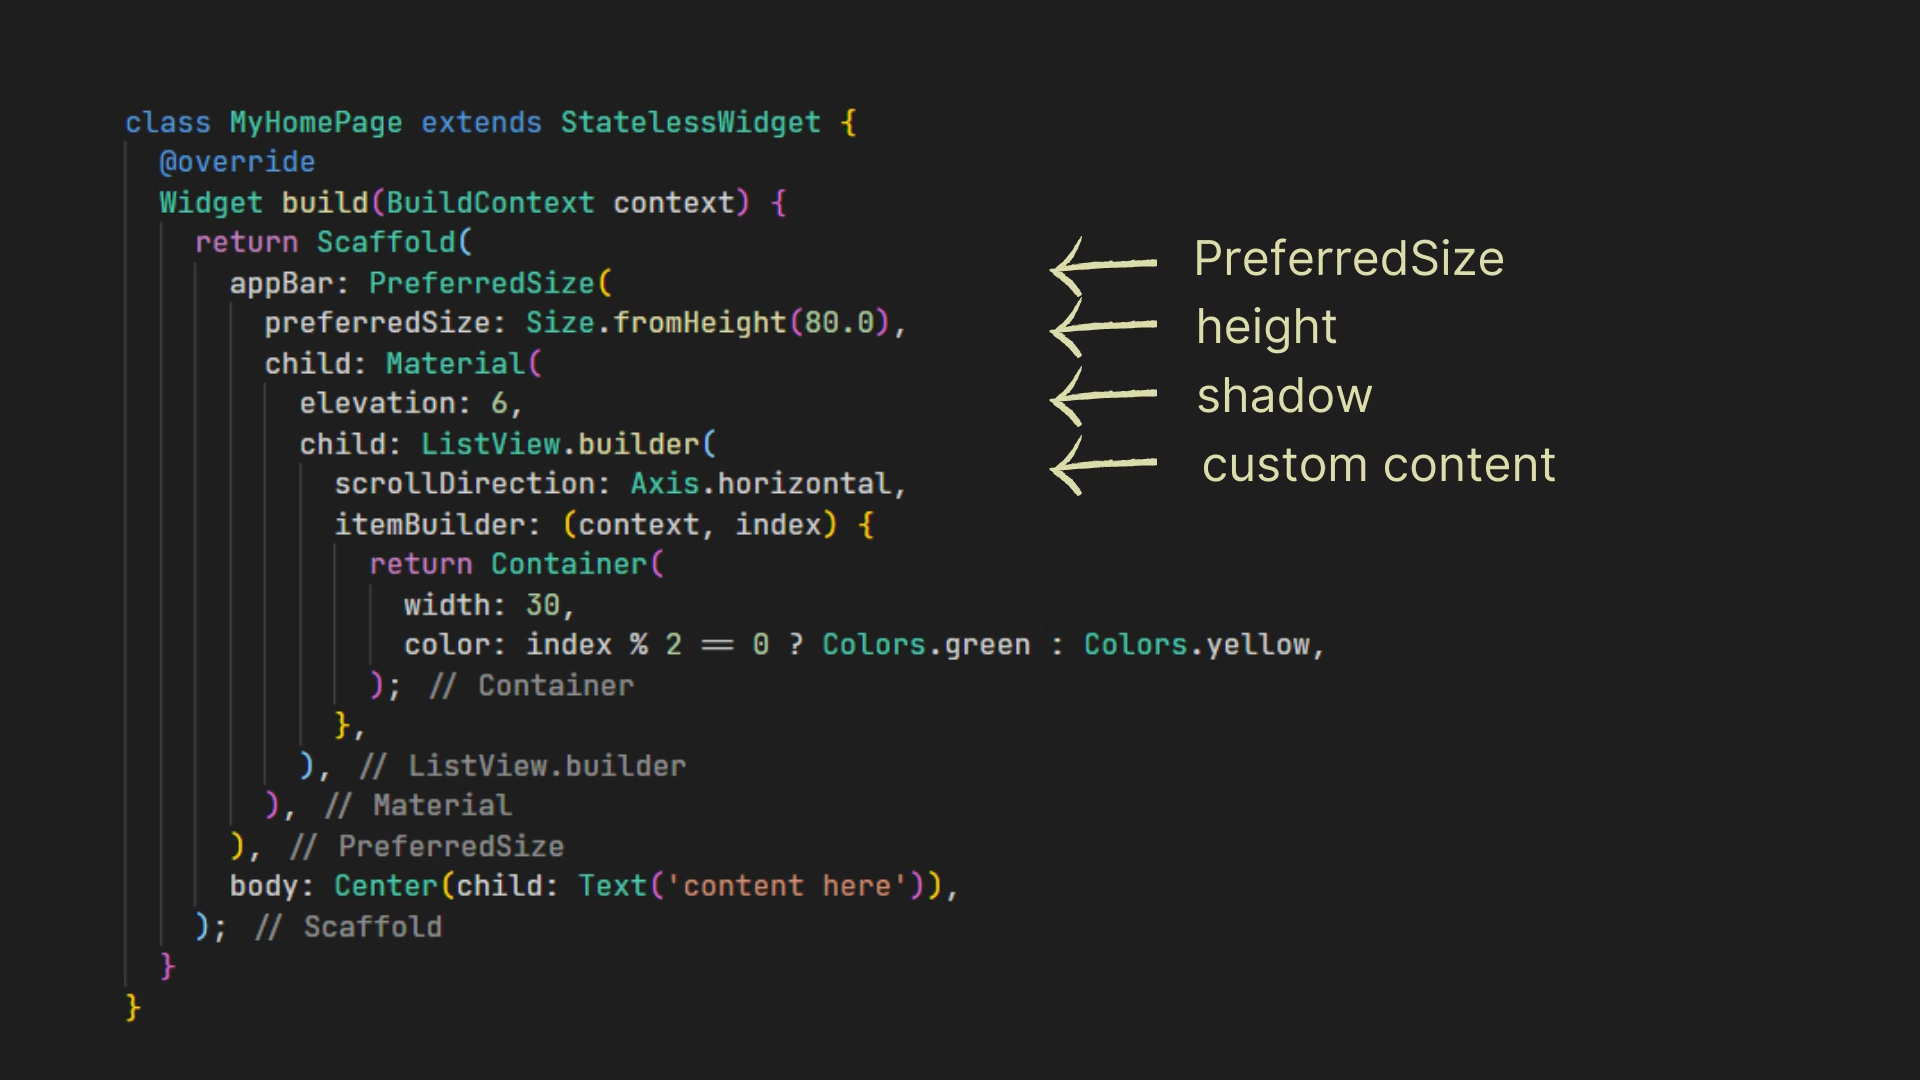 class MyHomePage extends StatelessWidget {
@override
Widget build(BuildContext context) {
return Scaffold(
appBar: PreferredSize(
preferredSize: Size.fromHeight(80.0),
child: Material(
elevation: 6,
child: ListView.builder(
scrollDirection: Axis.horizontal,
itemBuilder: (context, index) {
return Container(
width: 30,
color: index % 2 == 0 ? Colors.green : Colors.yellow,
); // Container
},
), // ListView.builder
), // Material
), // PreferredSize
body: Center(child: Text('content here')),
); // Scaffold
}
}
PreferredSize
height
shadow
custom content